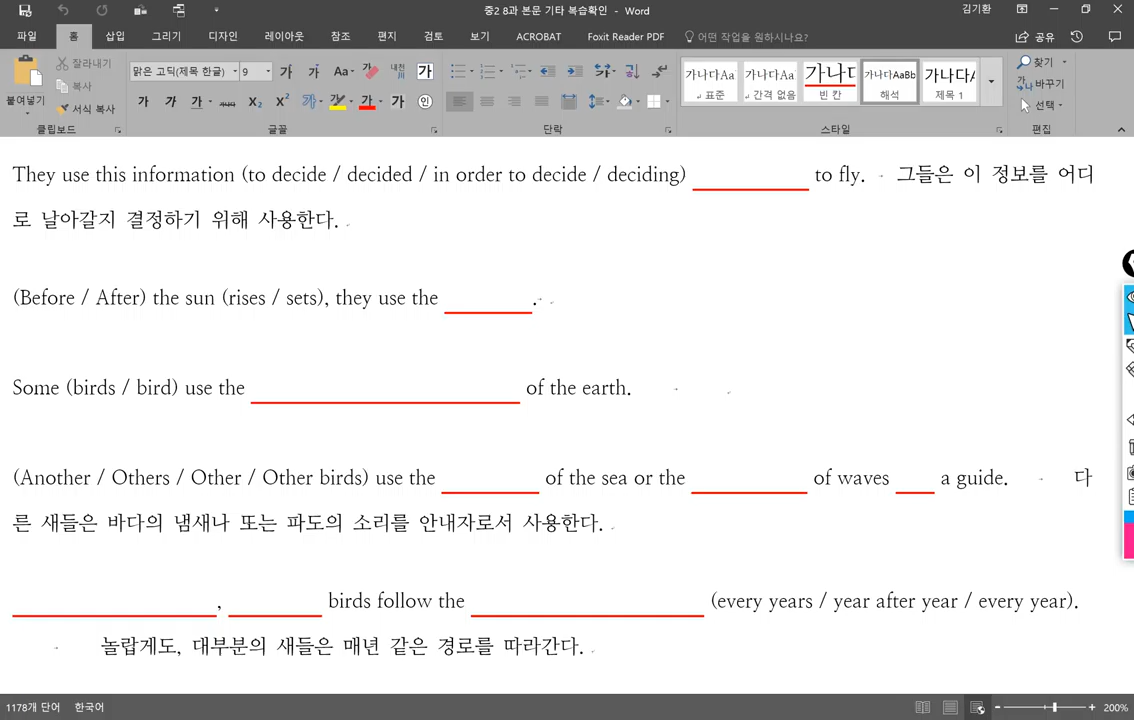 중2 8과 본문 기타 복습확인 - Word
김기환
파일 홈 삽입 그리기 디자인 레이아웃 참조 편지 검토 보기 ACROBAT Foxit Reader PDF 어떤 작업을 원하시나요? 공유
붙여넣기
잘라내기
복사
서식 복사
클립보드
맑은 고딕(제목 한글) 9
글꼴
단락
가나다Aa 가나다Aa 가나다 가나다AaBb 가나다A
표준 간격 없음 빈 칸 해석 제목 1
스타일
찾기
바꾸기
선택
편집
They use this information (to decide / decided / in order to decide / deciding) to fly. 그들은 이 정보를 어디
로 날아갈지 결정하기 위해 사용한다.
(Before / After) the sun (rises / sets), they use the .
Some (birds / bird) use the of the earth.
(Another / Others / Other / Other birds) use the of the sea or the of waves a guide. 다
른 새들은 바다의 냄새나 또는 파도의 소리를 안내자로서 사용한다.
, birds follow the (every years / year after year / every year).
놀랍게도, 대부분의 새들은 매년 같은 경로를 따라간다.
1178개 단어 한국어
200%